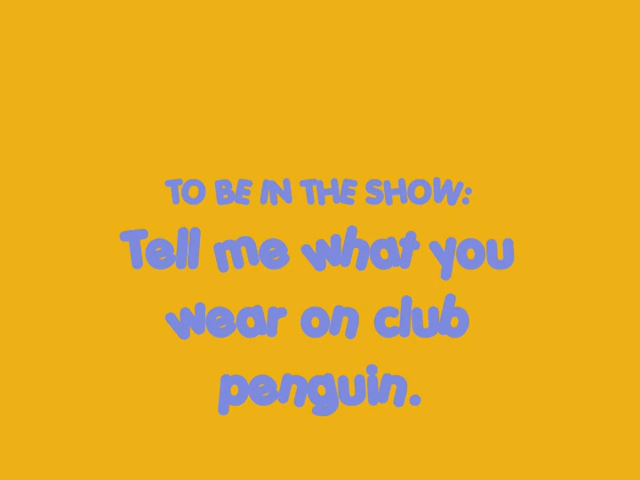 TO BE IN THE SHOW:
Tell me what you
wear on club
penguin.